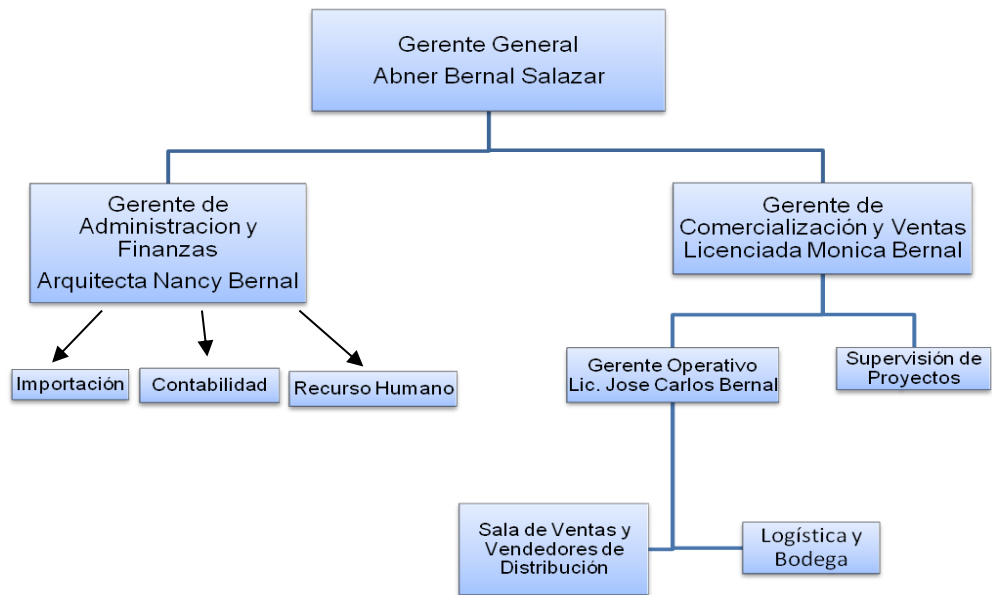 Gerente General
Abner Bernal Salazar
Gerente de
Administracion y
Finanzas
Arquitecta Nancy Bernal
Gerente de
Comercialización y Ventas
Licenciada Monica Bernal
Importación
Contabilidad
Recurso Humano
Gerente Operativo
Lic. Jose Carlos Bernal
Supervisión de
Proyectos
Sala de Ventas y
Vendedores de
Distribución
Logística y
Bodega